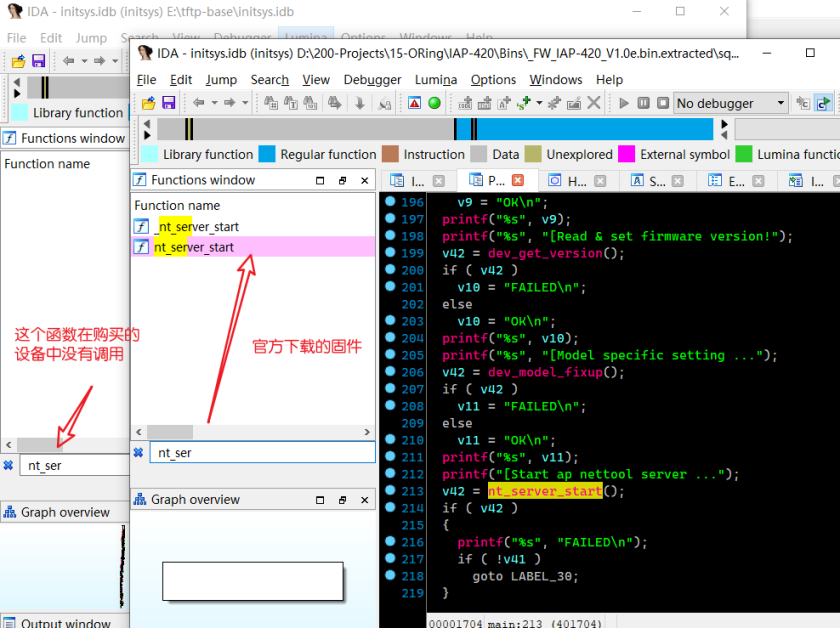 IDA - initsys.idb (initsys) E:\tftp-base\initsys.idb
File Edit Jump Search View Debugger Lumina Options Windows Help
Library function
Functions window
Function name
这个函数在购买的
设备中没有调用
nt_ser
Graph overview
Output window
IDA - initsys.idb (initsys) D:\200-Projects\15-ORing\IAP-420\Bins\_FW_IAP-420_V1.0e.bin.extracted\sq...
File Edit Jump Search View Debugger Lumina Options Windows Help
No debugger
Library function Regular function Instruction Data Unexplored External symbol Lumina functio
Functions window
Function name
_nt_server_start
nt_server_start
官方下载的固件
nt_ser
Graph overview
I... P... H... S... E... I...
196 v9 = "OK\n";
197 printf("%s", v9);
198 printf("%s", "[Read & set firmware version!");
199 v42 = dev_get_version();
200 if ( v42 )
201 v10 = "FAILED\n";
202 else
203 v10 = "OK\n";
204 printf("%s", v10);
205 printf("%s", "[Model specific setting ...");
206 v42 = dev_model_fixup();
207 if ( v42 )
208 v11 = "FAILED\n";
209 else
210 v11 = "OK\n";
211 printf("%s", v11);
212 printf("[Start ap nettool server ...");
213 v42 = nt_server_start();
214 if ( v42 )
215 {
216 printf("%s", "FAILED\n");
217 if ( !v41 )
218 goto LABEL_30;
219 }
00001704 main:213 (401704)